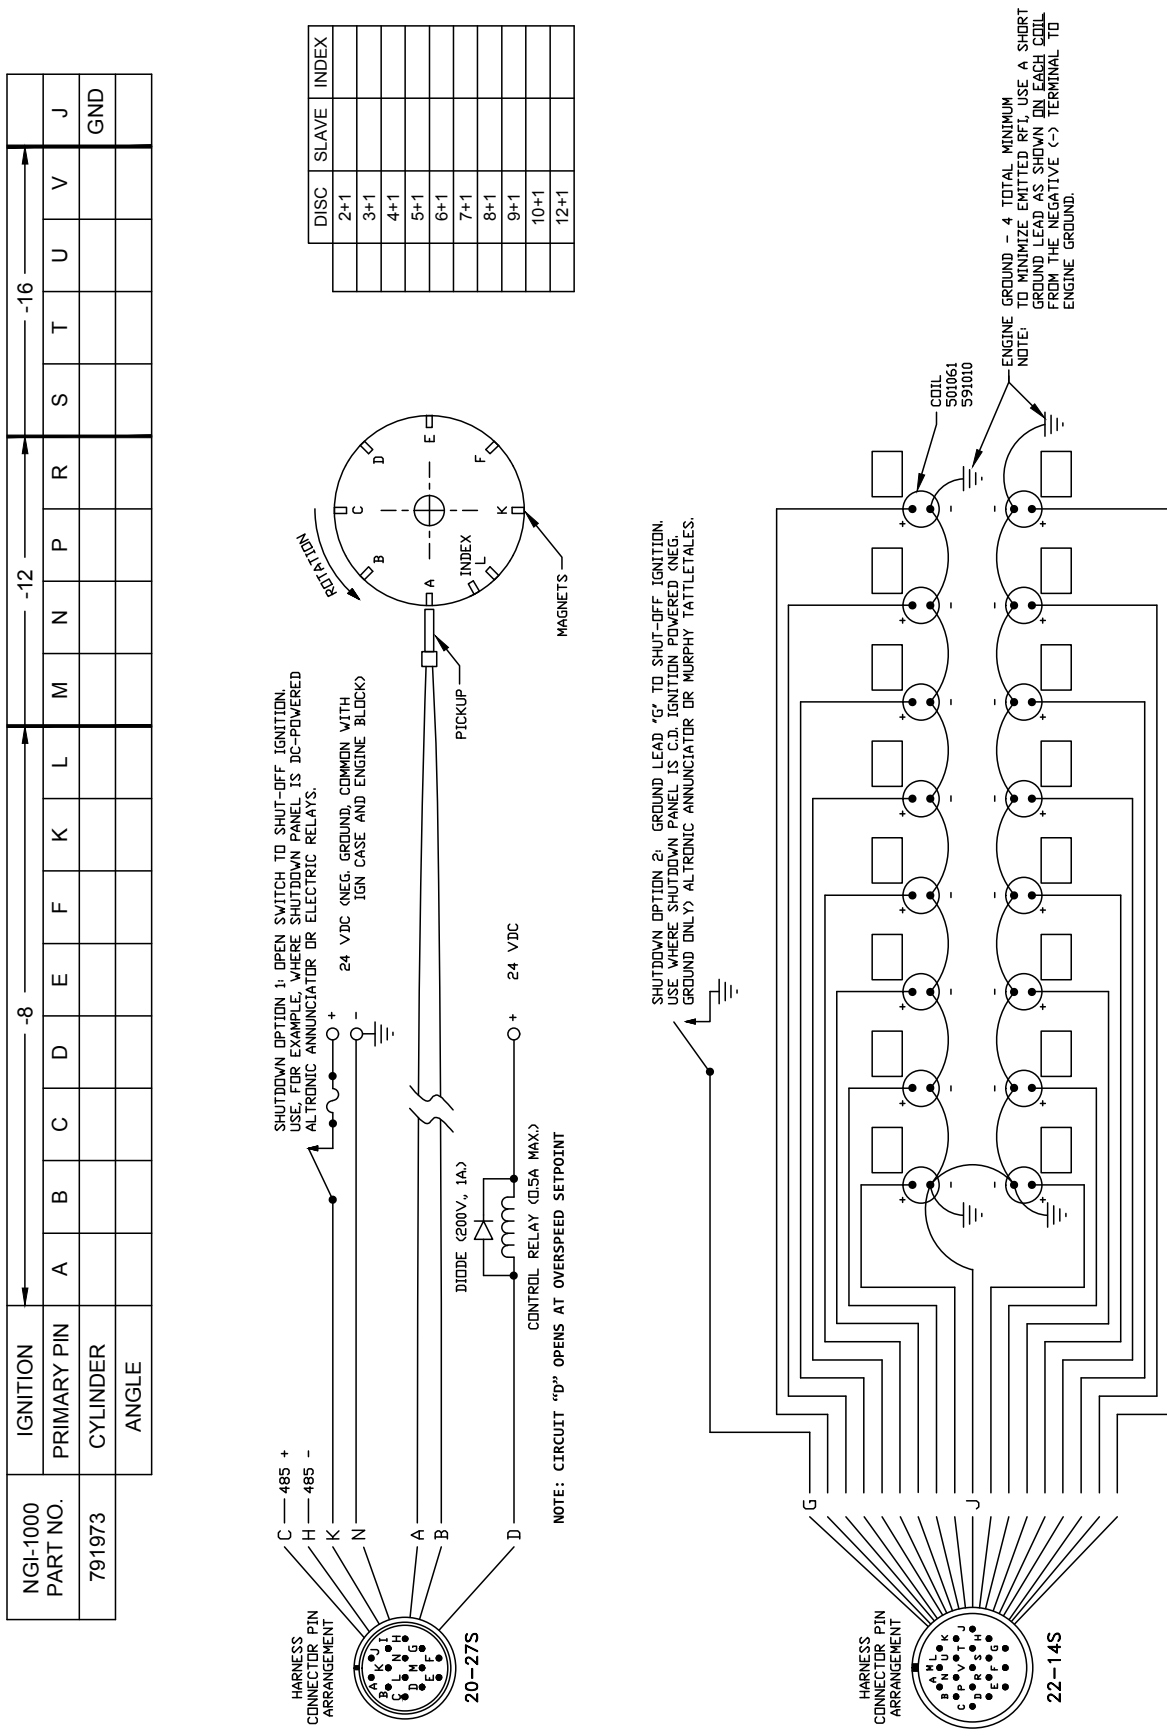 NGI-1000
PART NO.
IGNITION
-8
-12
-16
PRIMARY PIN
A B C D E F K L M N P R S T U V J
791973
CYLINDER
GND
ANGLE
DISC SLAVE INDEX
2+1
3+1
4+1
5+1
6+1
7+1
8+1
9+1
10+1
12+1
SHUTDOWN OPTION 1: OPEN SWITCH TO SHUT-OFF IGNITION.
USE, FOR EXAMPLE, WHERE SHUTDOWN PANEL IS DC-POWERED
ALTRONIC ANNUNCIATOR OR ELECTRIC RELAYS.
C 485 +
H 485 -
K
N
+
-
24 VDC (NEG. GROUND, COMMON WITH
IGN CASE AND ENGINE BLOCK)
A
B
D
+ 24 VDC
DIODE (200V., 1A.)
CONTROL RELAY (0.5A MAX.)
NOTE: CIRCUIT "D" OPENS AT OVERSPEED SETPOINT
PICKUP
ROTATION
A
B
C
D
E
F
K
L
INDEX
MAGNETS
HARNESS
CONNECTOR PIN
ARRANGEMENT
A J
B K I
C L N H
D M G
E F
20-27S
SHUTDOWN OPTION 2: GROUND LEAD "G" TO SHUT-OFF IGNITION.
USE WHERE SHUTDOWN PANEL IS C.D. IGNITION POWERED (NEG.
GROUND ONLY) ALTRONIC ANNUNCIATOR OR MURPHY TATTLETALES.
G
J
COIL
501061
591010
+ + + + + + + +
- - - - - - - -
- - - - - - - -
+ + + + + + + +
ENGINE GROUND - 4 TOTAL MINIMUM
NOTE: TO MINIMIZE EMITTED RFI, USE A SHORT
GROUND LEAD AS SHOWN ON EACH COIL
FROM THE NEGATIVE (-) TERMINAL TO
ENGINE GROUND.
HARNESS
CONNECTOR PIN
ARRANGEMENT
A M L
B N U K
C P V T J
D R S H
E F G
22-14S